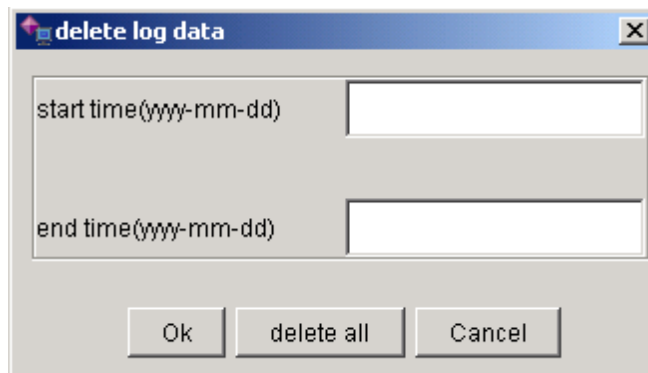 delete log data
start time(yyyy-mm-dd)
end time(yyyy-mm-dd)
Ok delete all Cancel